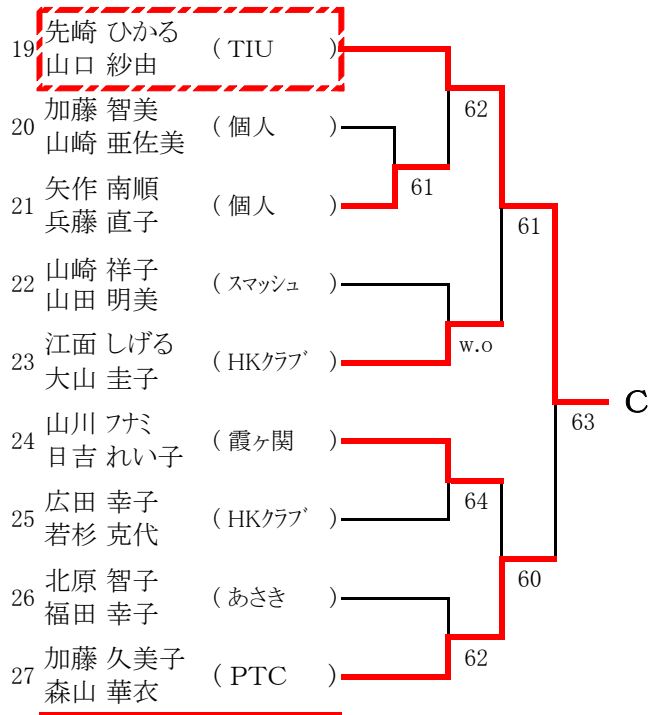 19 先崎 ひかる
山口 紗由
( TIU )
20 加藤 智美
山崎 亜佐美
( 個人 )
21 矢作 南順
兵藤 直子
( 個人 )
22 山崎 祥子
山田 明美
( スマッシュ )
23 江面 しげる
大山 圭子
( HKクラブ )
24 山川 フナミ
日吉 れい子
( 霞ヶ関 )
25 広田 幸子
若杉 克代
( HKクラブ )
26 北原 智子
福田 幸子
( あさき )
27 加藤 久美子
森山 華衣
( PTC )
62
61
61
w.o
63
C
64
60
62